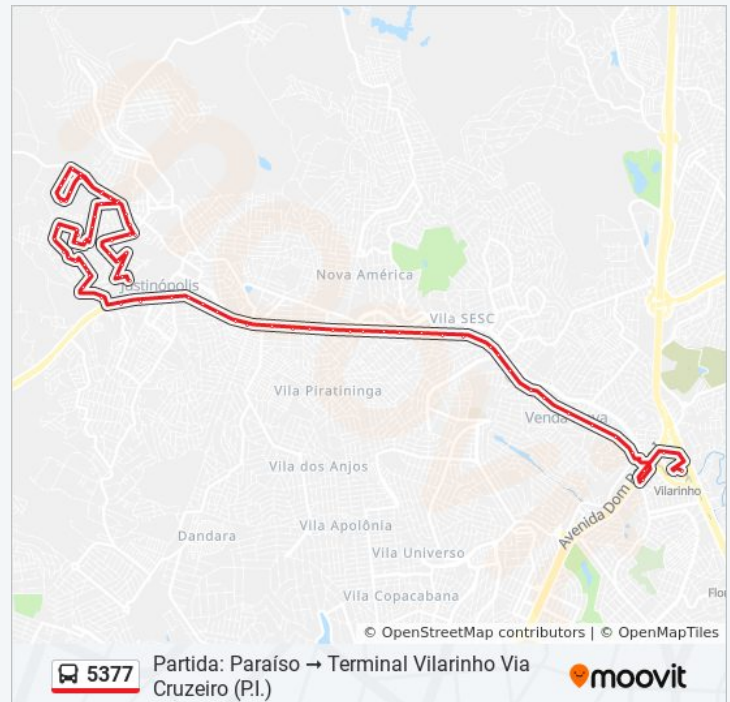 Nova América
Justinópolis
Vila SESC
Vila Piratininga
Venda Nova
Vila dos Anjos
Vilarinho
Avenida Dom P
Vila Apolônia
Dandara
Vila Universo
Vila Copacabana
Flo
© OpenStreetMap contributors | © OpenMapTiles
5377
Partida: Paraíso → Terminal Vilarinho Via
Cruzeiro (P.I.)
moovit